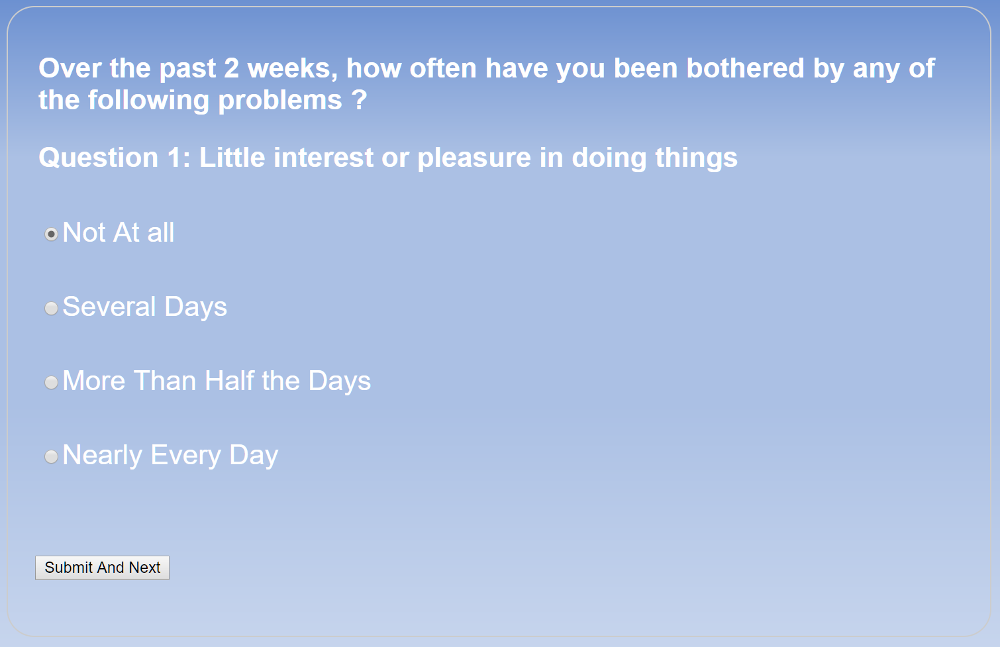 Over the past 2 weeks, how often have you been bothered by any of
the following problems ?
Question 1: Little interest or pleasure in doing things
Not At all
Several Days
More Than Half the Days
Nearly Every Day
Submit And Next